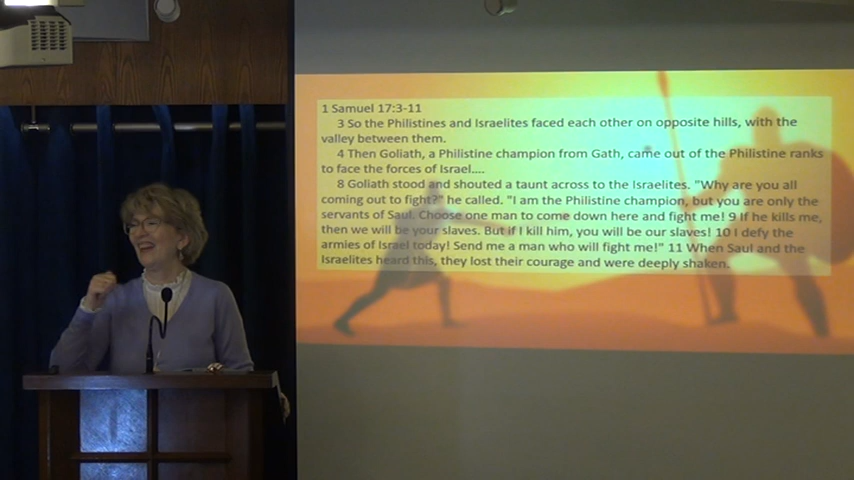 1 Samuel 17:3-11
3 So the Philistines and Israelites faced each other on opposite hills, with the
valley between them.
4 Then Goliath, a Philistine champion from Gath, came out of the Philistine ranks
to face the forces of Israel....
8 Goliath stood and shouted a taunt across to the Israelites. "Why are you all
coming out to fight?" he called. "I am the Philistine champion, but you are only the
servants of Saul. Choose one man to come down here and fight me! 9 If he kills me,
then we will be your slaves. But if I kill him, you will be our slaves! 10 I defy the
armies of Israel today! Send me a man who will fight me!" 11 When Saul and the
Israelites heard this, they lost their courage and were deeply shaken.